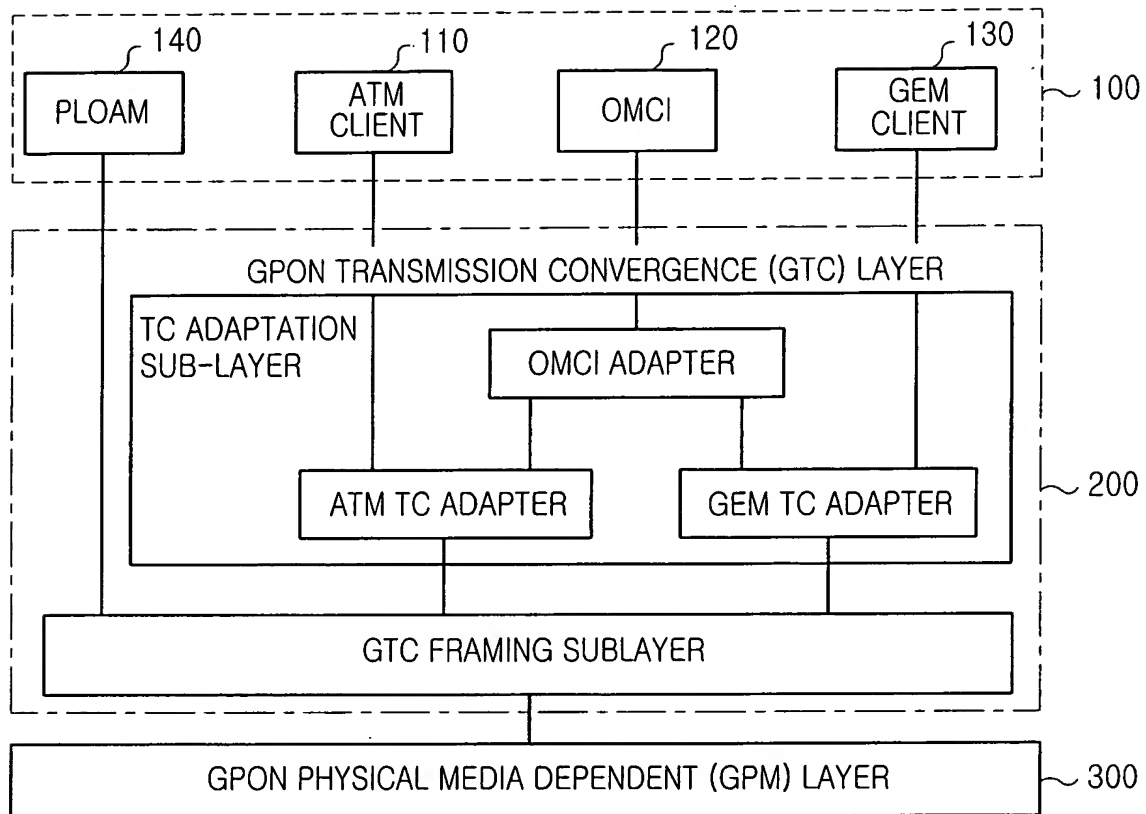 140
110
120
130
PLOAM
ATM
CLIENT
OMCI
GEM
CLIENT
100
GPON TRANSMISSION CONVERGENCE (GTC) LAYER
TC ADAPTATION
SUB-LAYER
OMCI ADAPTER
ATM TC ADAPTER
GEM TC ADAPTER
200
GTC FRAMING SUBLAYER
GPON PHYSICAL MEDIA DEPENDENT (GPM) LAYER
300